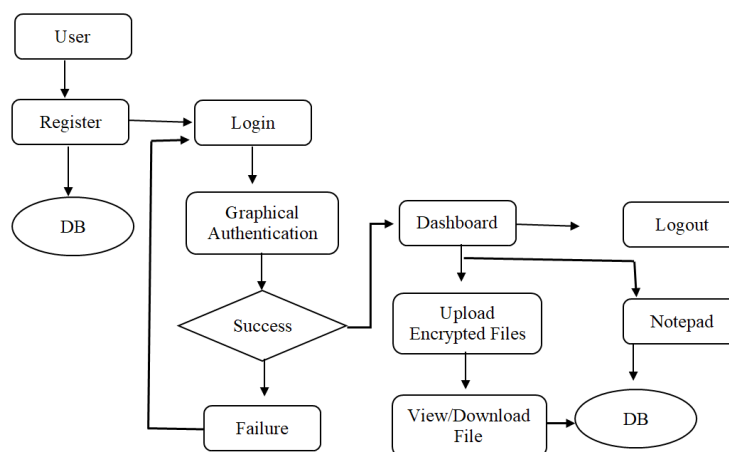 User
Register
Login
DB
Graphical
Authentication
Dashboard
Logout
Success
Upload
Encrypted Files
Notepad
Failure
View/Download
File
DB